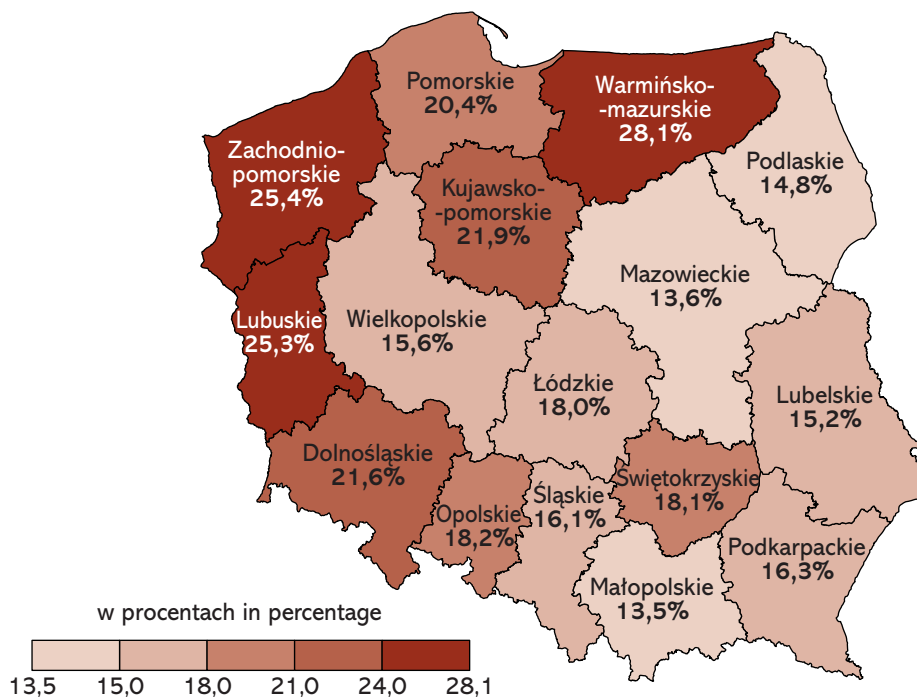 Pomorskie
20,4%
Warmińsko-
-mazurskie
28,1%
Zachodnio-
pomorskie
25,4%
Kujawsko-
-pomorskie
21,9%
Podlaskie
14,8%
Mazowieckie
13,6%
Lubuskie
25,3%
Wielkopolskie
15,6%
Łódzkie
18,0%
Lubelskie
15,2%
Dolnośląskie
21,6%
Opolskie
18,2%
Śląskie
16,1%
Świętokrzyskie
18,1%
Podkarpackie
16,3%
Małopolskie
13,5%
w procentach in percentage
13,5 15,0 18,0 21,0 24,0 28,1